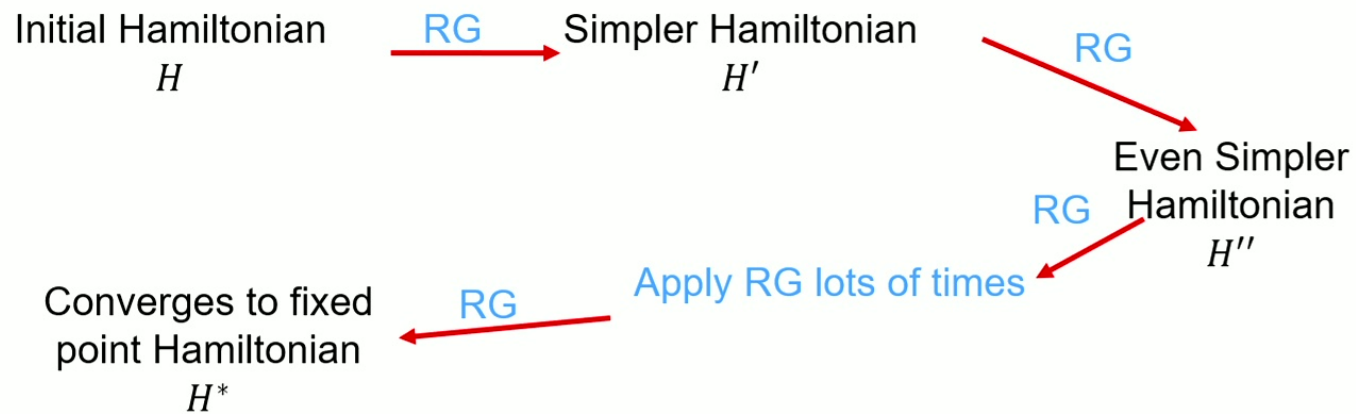 Initial Hamiltonian
H
RG
Simpler Hamiltonian
H′
RG
Even Simpler
Hamiltonian
H′′
RG
Apply RG lots of times
RG
Converges to fixed
point Hamiltonian
H*